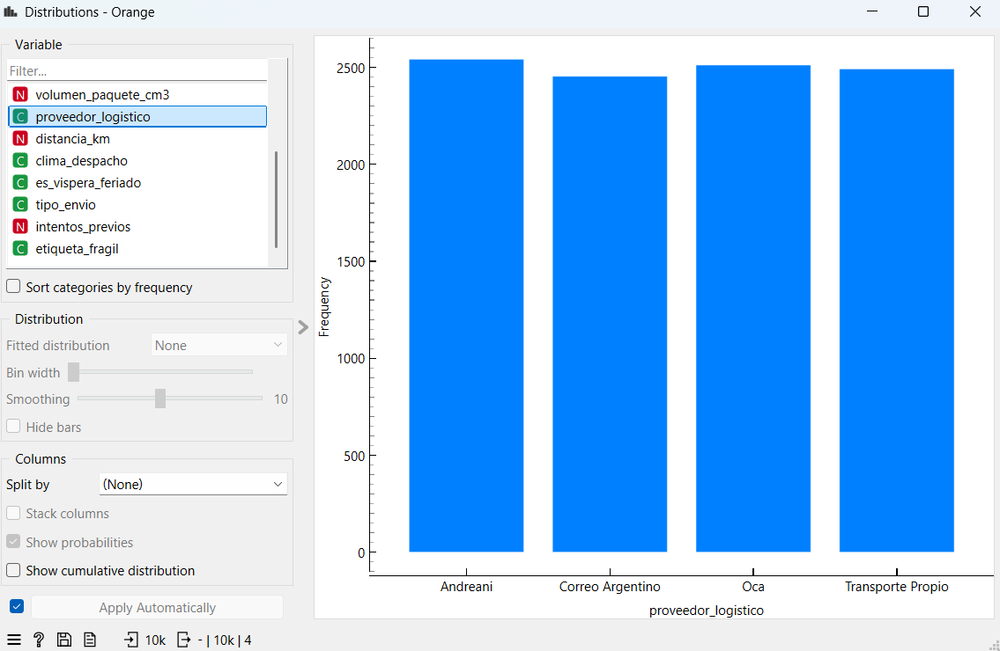 Distributions - Orange
Variable
Filter...
N volumen_paquete_cm3
C proveedor_logistico
N distancia_km
C clima_despacho
C es_vispera_feriado
C tipo_envio
N intentos_previos
C etiqueta_fragil
Sort categories by frequency
Distribution
Fitted distribution None
Bin width
Smoothing 10
Hide bars
Columns
Split by (None)
Stack columns
Show probabilities
Show cumulative distribution
Apply Automatically
? 10k - | 10k | 4
Frequency
2500
2000
1500
1000
500
0
Andreani Correo Argentino Oca Transporte Propio
proveedor_logistico